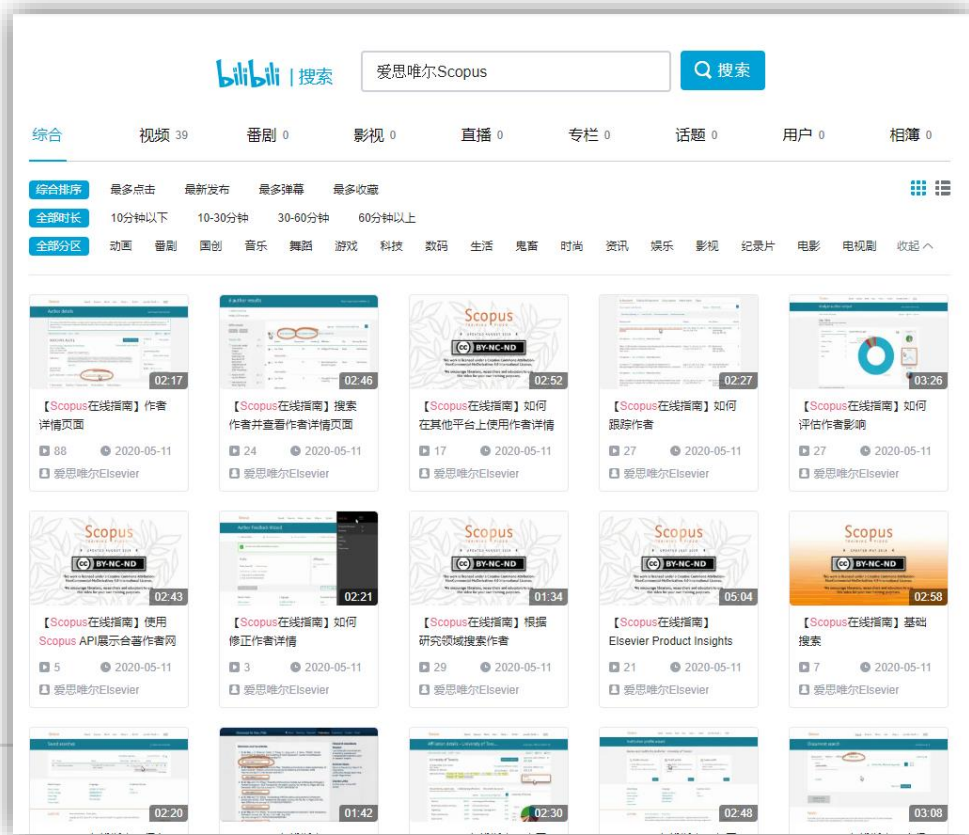 bilibili | 搜索
爱思唯尔Scopus
搜索
综合 视频 39 番剧 0 影视 0 直播 0 专栏 0 话题 0 用户 0 相簿 0
综合排序 最多点击 最新发布 最多弹幕 最多收藏
全部时长 10分钟以下 10-30分钟 30-60分钟 60分钟以上
全部分区 动画 番剧 国创 音乐 舞蹈 游戏 科技 数码 生活 鬼畜 时尚 资讯 娱乐 影视 纪录片 电影 电视剧 收起
02:17
【Scopus在线指南】作者
详情页面
88 2020-05-11
爱思唯尔Elsevier
02:46
【Scopus在线指南】搜索
作者并查看作者详情页面
24 2020-05-11
爱思唯尔Elsevier
Scopus
BY-NC-ND
02:52
【Scopus在线指南】如何
在其他平台上使用作者详情
17 2020-05-11
爱思唯尔Elsevier
02:27
【Scopus在线指南】如何
跟踪作者
27 2020-05-11
爱思唯尔Elsevier
03:26
【Scopus在线指南】如何
评估作者影响
27 2020-05-11
爱思唯尔Elsevier
Scopus
BY-NC-ND
02:43
【Scopus在线指南】使用
Scopus API展示合著作者网
5 2020-05-11
爱思唯尔Elsevier
02:21
【Scopus在线指南】如何
修正作者详情
3 2020-05-11
爱思唯尔Elsevier
Scopus
BY-NC-ND
01:34
【Scopus在线指南】根据
研究领域搜索作者
29 2020-05-11
爱思唯尔Elsevier
Scopus
BY-NC-ND
05:04
【Scopus在线指南】
Elsevier Product Insights
21 2020-05-11
爱思唯尔Elsevier
Scopus
BY-NC-ND
02:58
【Scopus在线指南】基础
搜索
7 2020-05-11
爱思唯尔Elsevier
02:20
01:42
02:30
02:48
03:08